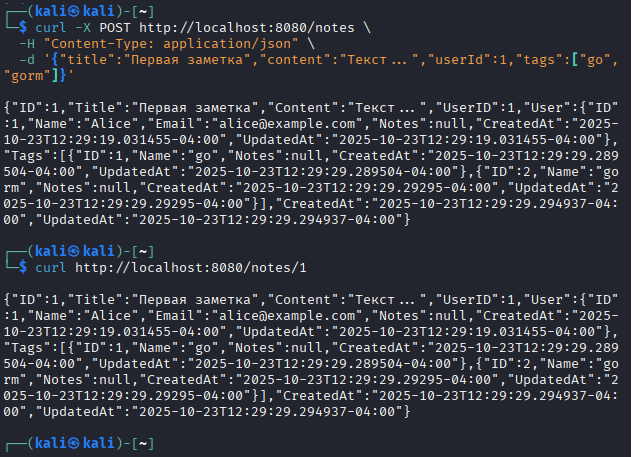 ┌──(kali㉿kali)-[~]
└─$ curl -X POST http://localhost:8080/notes \
  -H "Content-Type: application/json" \
  -d '{"title":"Первая заметка","content":"Текст...","userId":1,"tags":["go",
"gorm"]}'
{"ID":1,"Title":"Первая заметка","Content":"Текст...","UserID":1,"User":{"ID"
:1,"Name":"Alice","Email":"alice@example.com","Notes":null,"CreatedAt":"2025-
10-23T12:29:19.031455-04:00","UpdatedAt":"2025-10-23T12:29:19.031455-04:00"},
"Tags":[{"ID":1,"Name":"go","Notes":null,"CreatedAt":"2025-10-23T12:29:29.289
504-04:00","UpdatedAt":"2025-10-23T12:29:29.289504-04:00"},{"ID":2,"Name":"go
rm","Notes":null,"CreatedAt":"2025-10-23T12:29:29.29295-04:00","UpdatedAt":"2
025-10-23T12:29:29.29295-04:00"}],"CreatedAt":"2025-10-23T12:29:29.294937-04:
00","UpdatedAt":"2025-10-23T12:29:29.294937-04:00"}
┌──(kali㉿kali)-[~]
└─$ curl http://localhost:8080/notes/1
{"ID":1,"Title":"Первая заметка","Content":"Текст...","UserID":1,"User":{"ID"
:1,"Name":"Alice","Email":"alice@example.com","Notes":null,"CreatedAt":"2025-
10-23T12:29:19.031455-04:00","UpdatedAt":"2025-10-23T12:29:19.031455-04:00"},
"Tags":[{"ID":1,"Name":"go","Notes":null,"CreatedAt":"2025-10-23T12:29:29.289
504-04:00","UpdatedAt":"2025-10-23T12:29:29.289504-04:00"},{"ID":2,"Name":"go
rm","Notes":null,"CreatedAt":"2025-10-23T12:29:29.29295-04:00","UpdatedAt":"2
025-10-23T12:29:29.29295-04:00"}],"CreatedAt":"2025-10-23T12:29:29.294937-04:
00","UpdatedAt":"2025-10-23T12:29:29.294937-04:00"}
┌──(kali㉿kali)-[~]